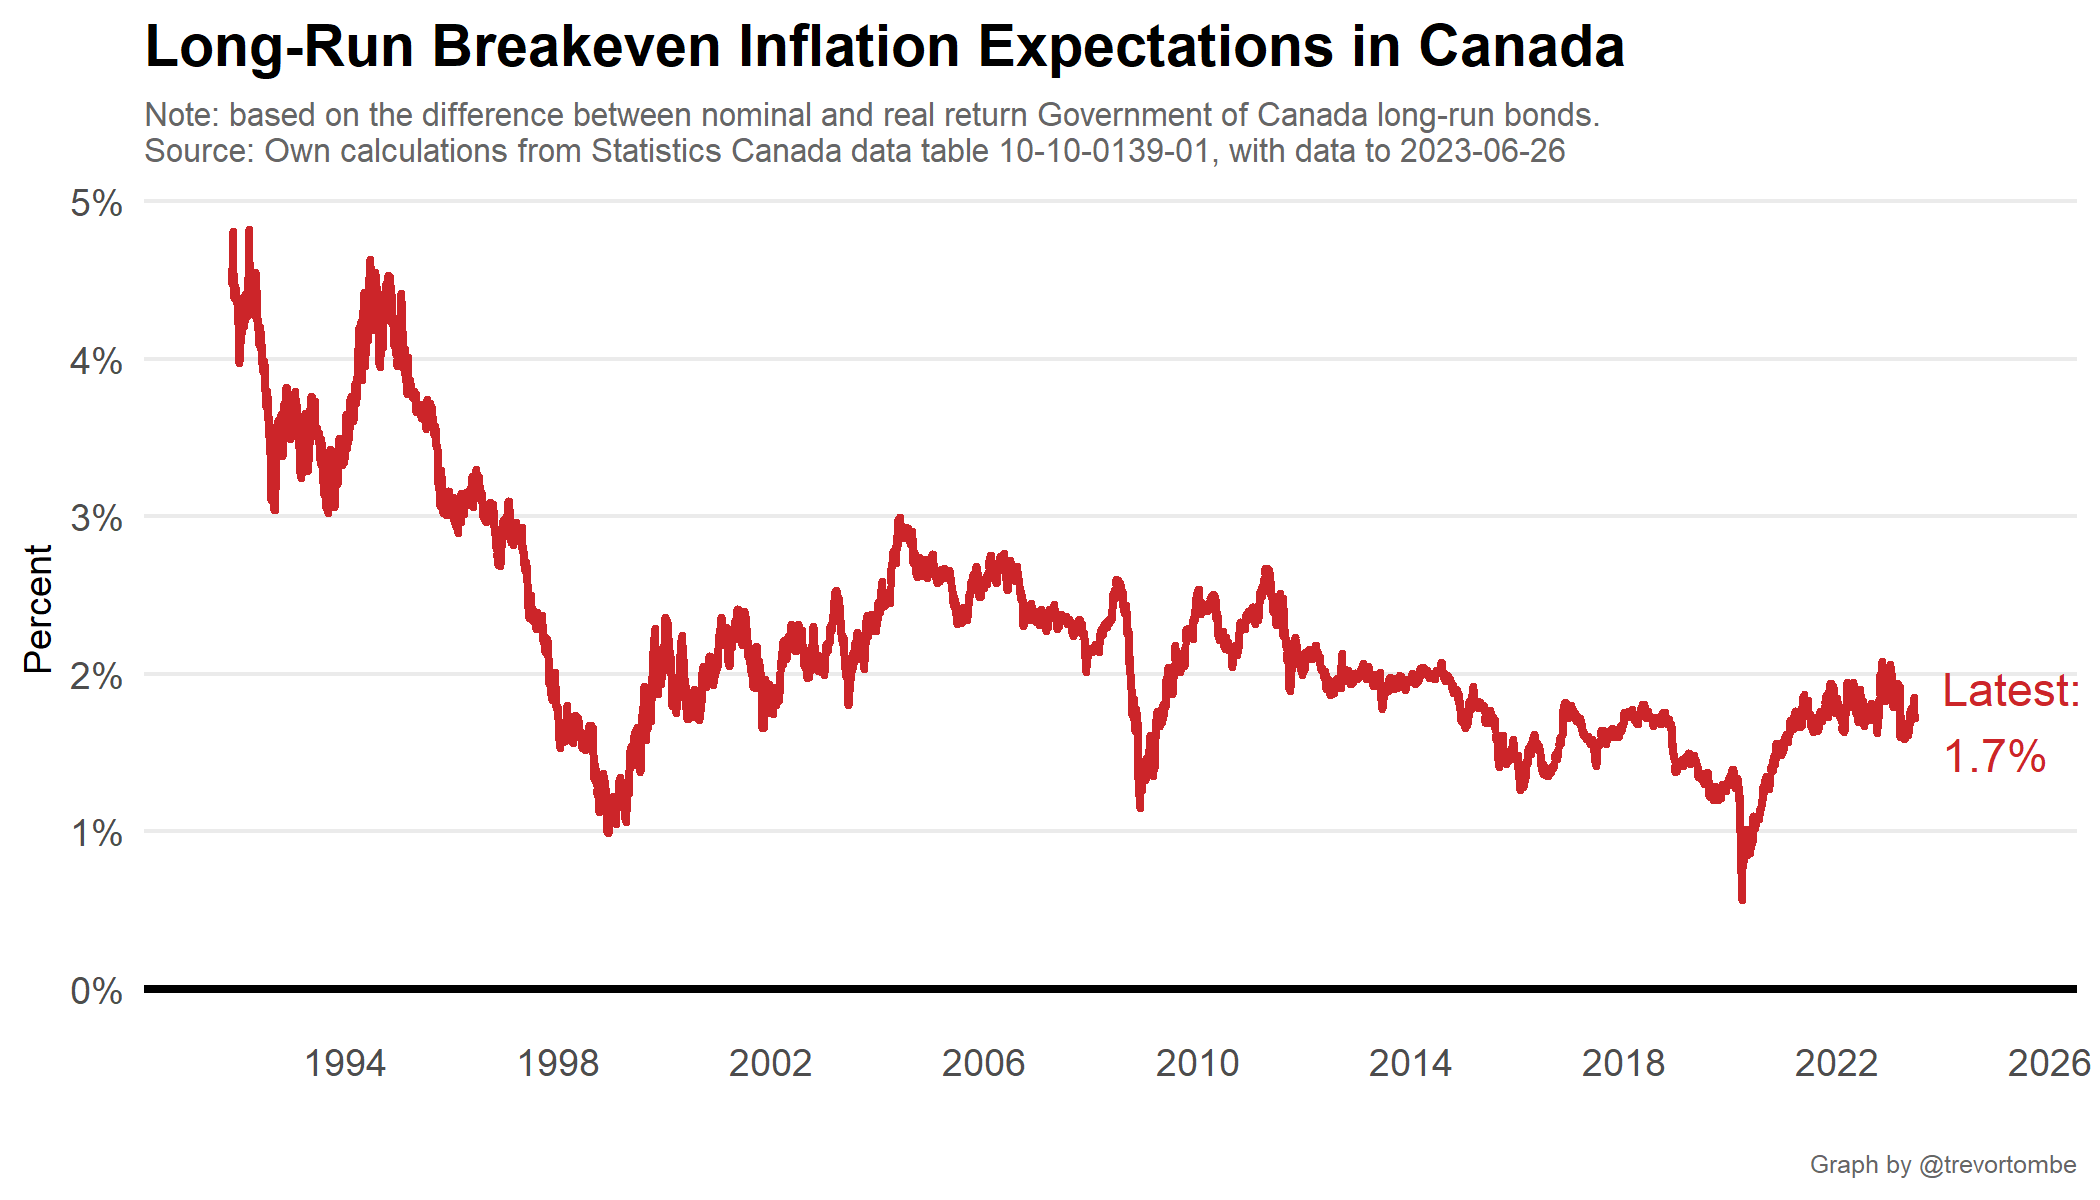 Long-Run Breakeven Inflation Expectations in Canada
Note: based on the difference between nominal and real return Government of Canada long-run bonds.
Source: Own calculations from Statistics Canada data table 10-10-0139-01, with data to 2023-06-26
5%
4%
3%
2%
1%
0%
Percent
Latest:
1.7%
1994 1998 2002 2006 2010 2014 2018 2022 2026
Graph by @trevortombe